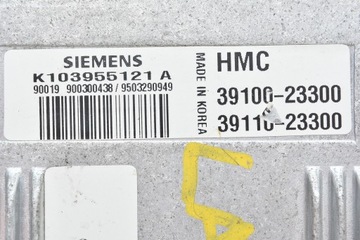 SIEMENS
K103955121 A
90019 900300438 / 9503290949
MADE IN KOREA
HMC
39100-23300
39110-23300